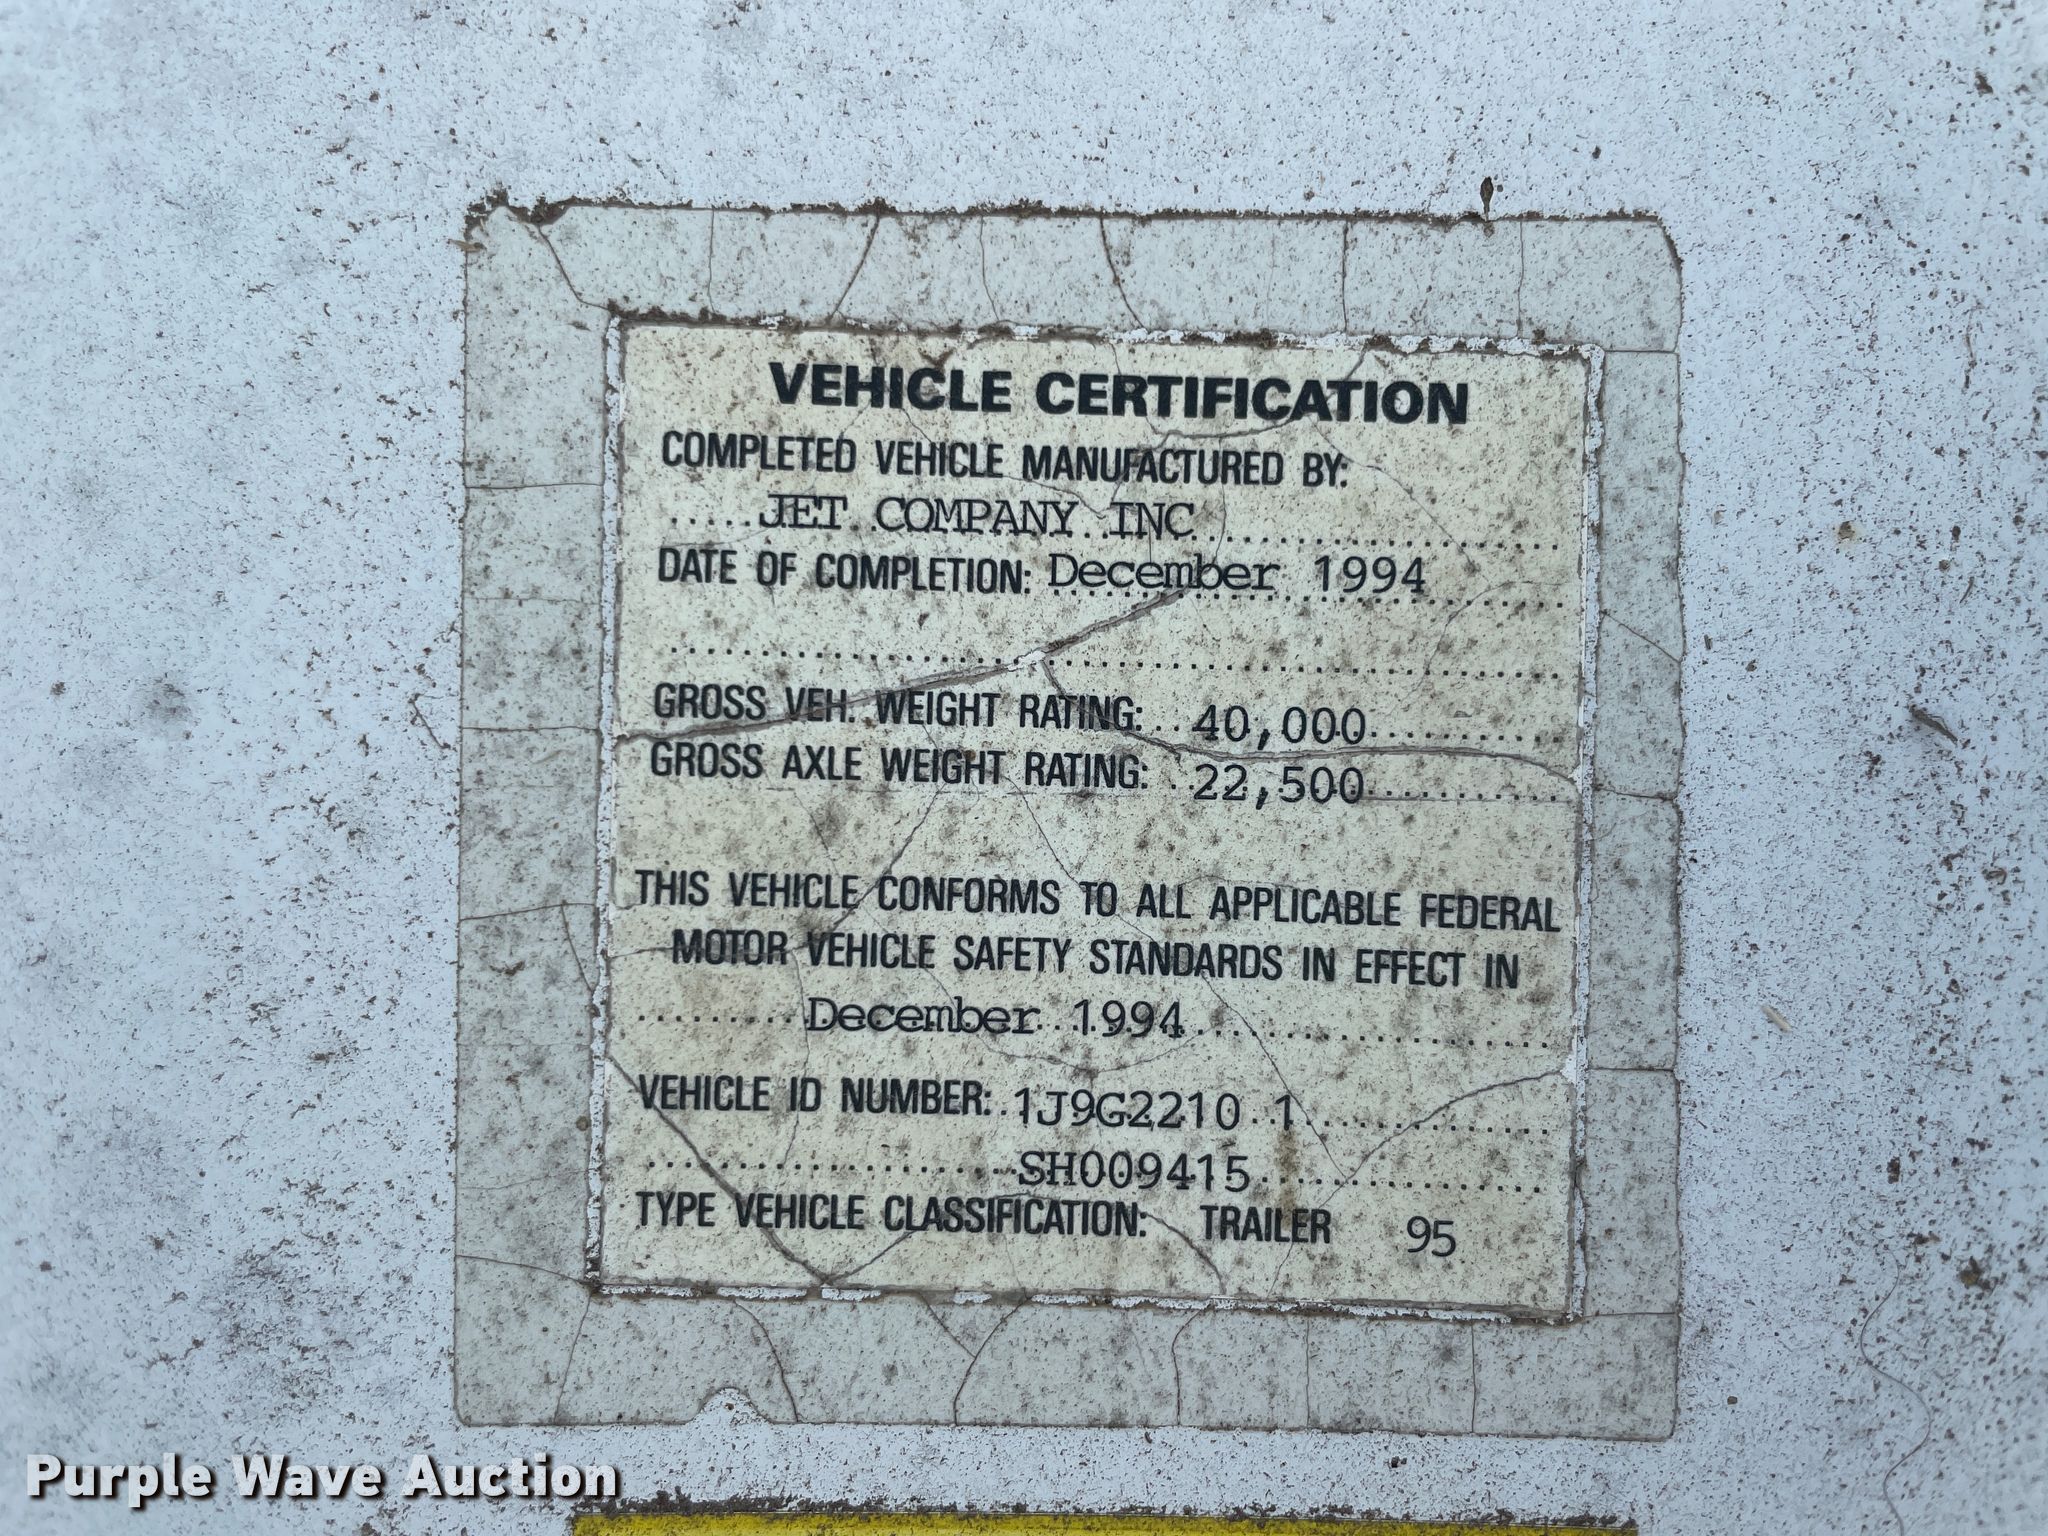 VEHICLE CERTIFICATION
COMPLETED VEHICLE MANUFACTURED BY:
JET COMPANY INC
DATE OF COMPLETION: December 1994
GROSS VEH. WEIGHT RATING: 40,000
GROSS AXLE WEIGHT RATING: 22,500
THIS VEHICLE CONFORMS TO ALL APPLICABLE FEDERAL
MOTOR VEHICLE SAFETY STANDARDS IN EFFECT IN
December 1994
VEHICLE ID NUMBER: 1J9G2210 1
SH009415
TYPE VEHICLE CLASSIFICATION: TRAILER 95
Purple Wave Auction